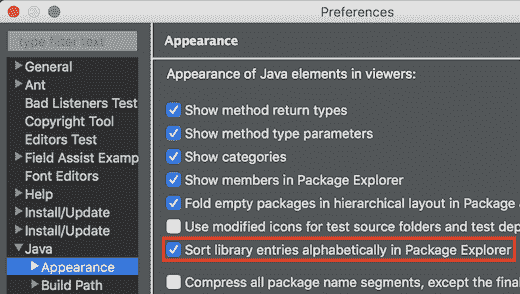 Preferences
type filter text
Appearance
General
Ant
Bad Listeners Test
Copyright Tool
Editors Test
Field Assist Examp
Font Editors
Help
Install/Update
Install/Update
Java
Appearance
Build Path
Appearance of Java elements in viewers:
Show method return types
Show method type parameters
Show categories
Show members in Package Explorer
Fold empty packages in hierarchical layout in Package
Use modified icons for test source folders and test dep
Sort library entries alphabetically in Package Explorer
Compress all package name segments, except the fina